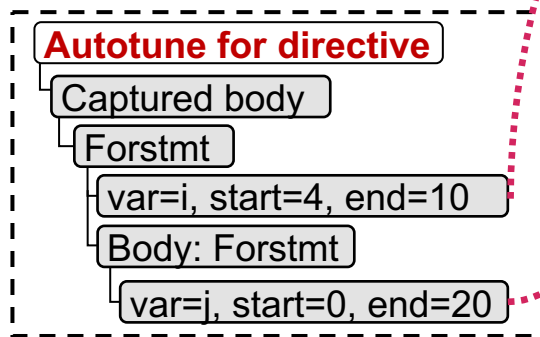 Autotune for directive
Captured body
Forstmt
var=i, start=4, end=10
Body: Forstmt
var=j, start=0, end=20